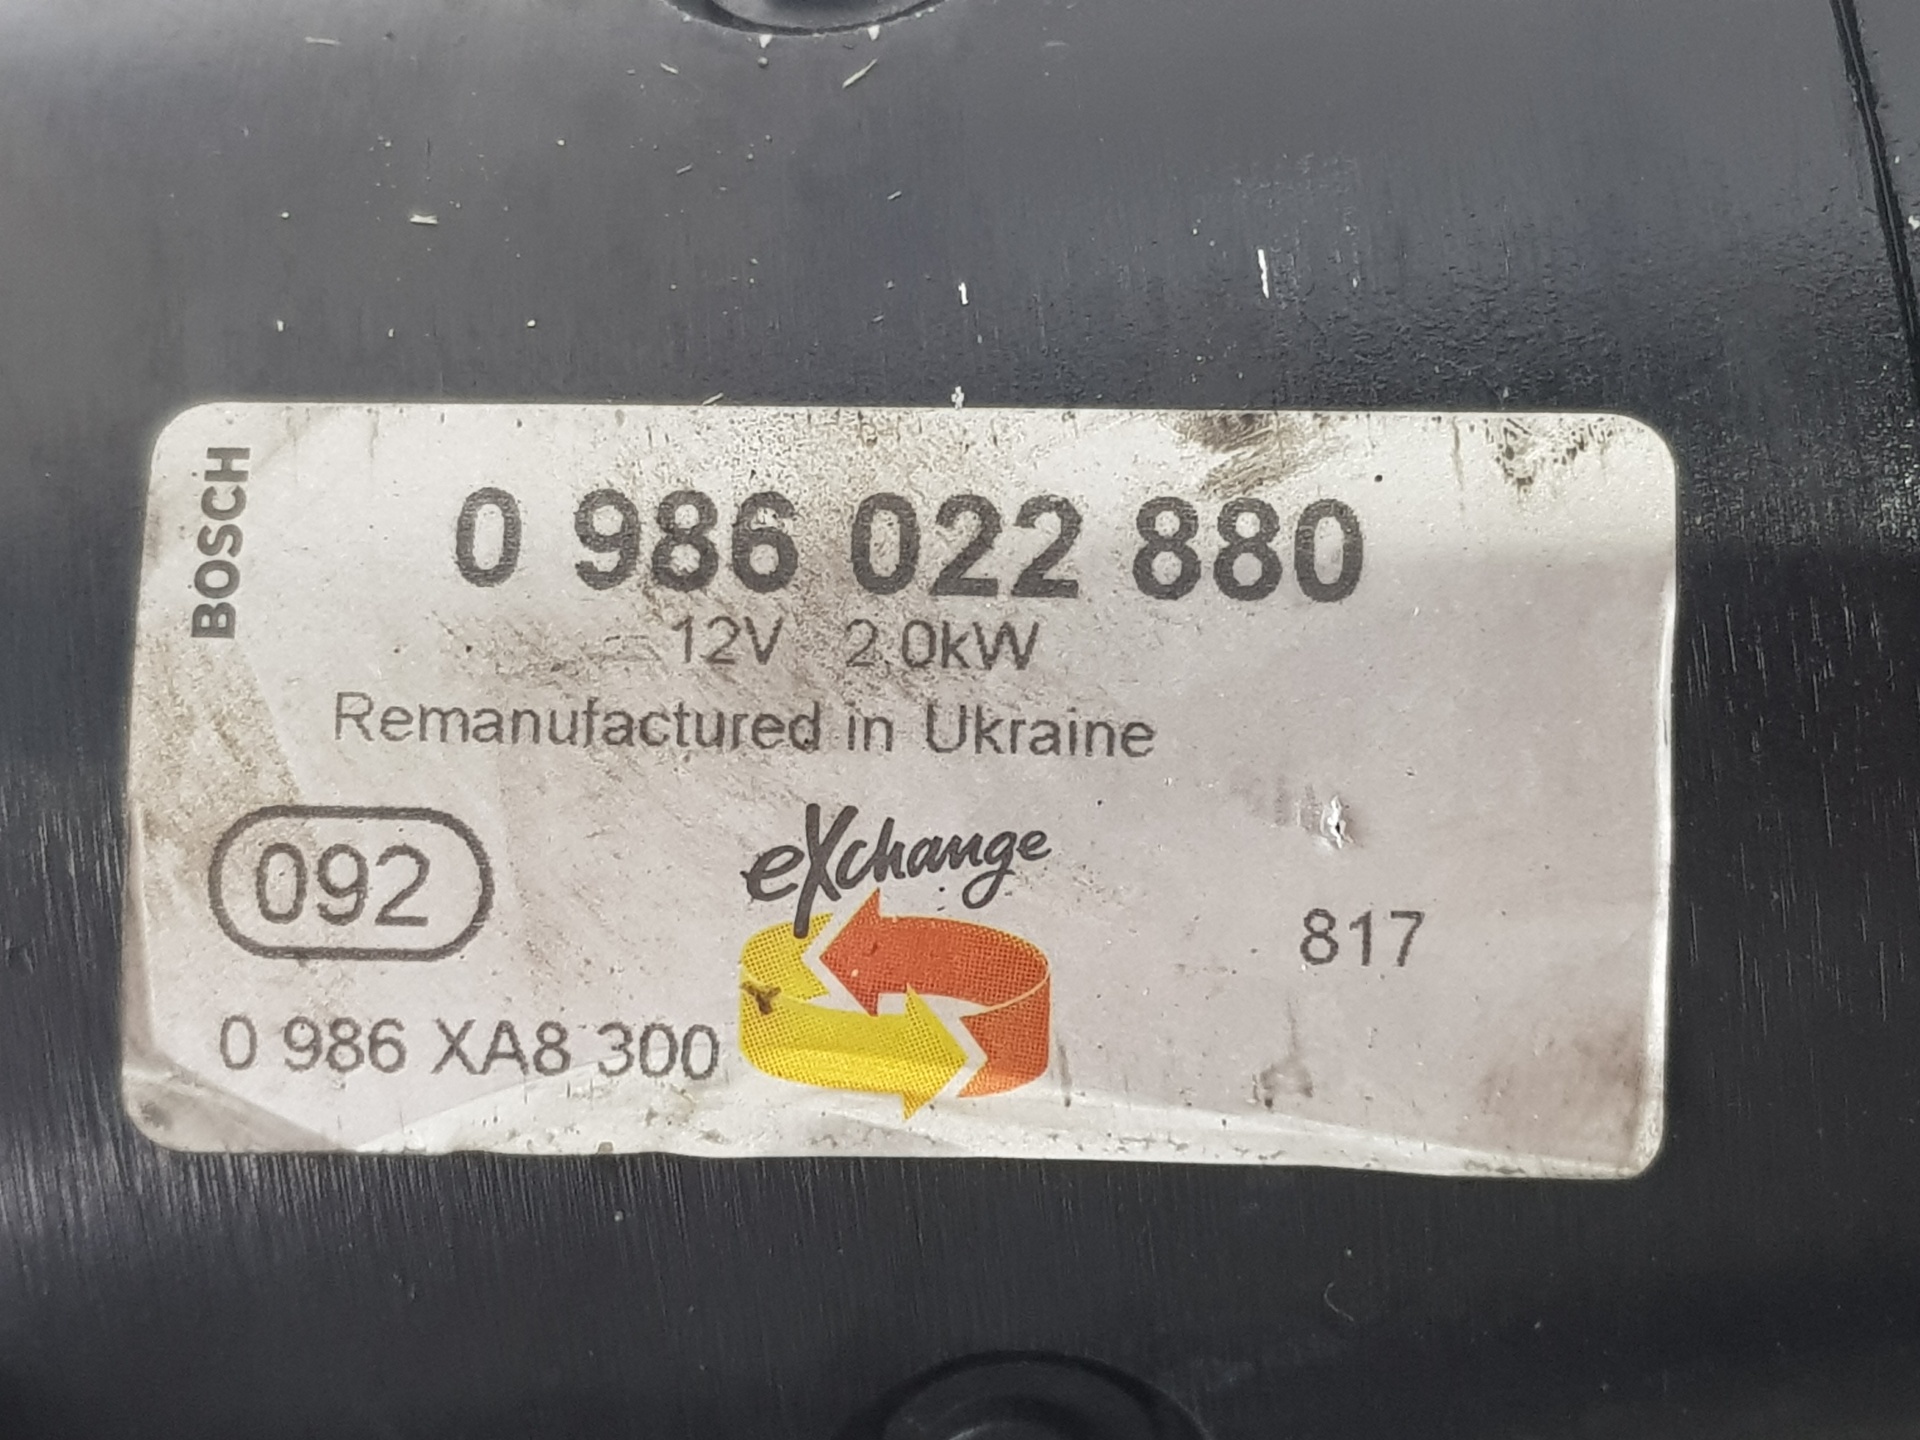 BOSCH
0 986 022 880
12V 2.0kW
Remanufactured in Ukraine
092
eXchange
817
0 986 XA8 300